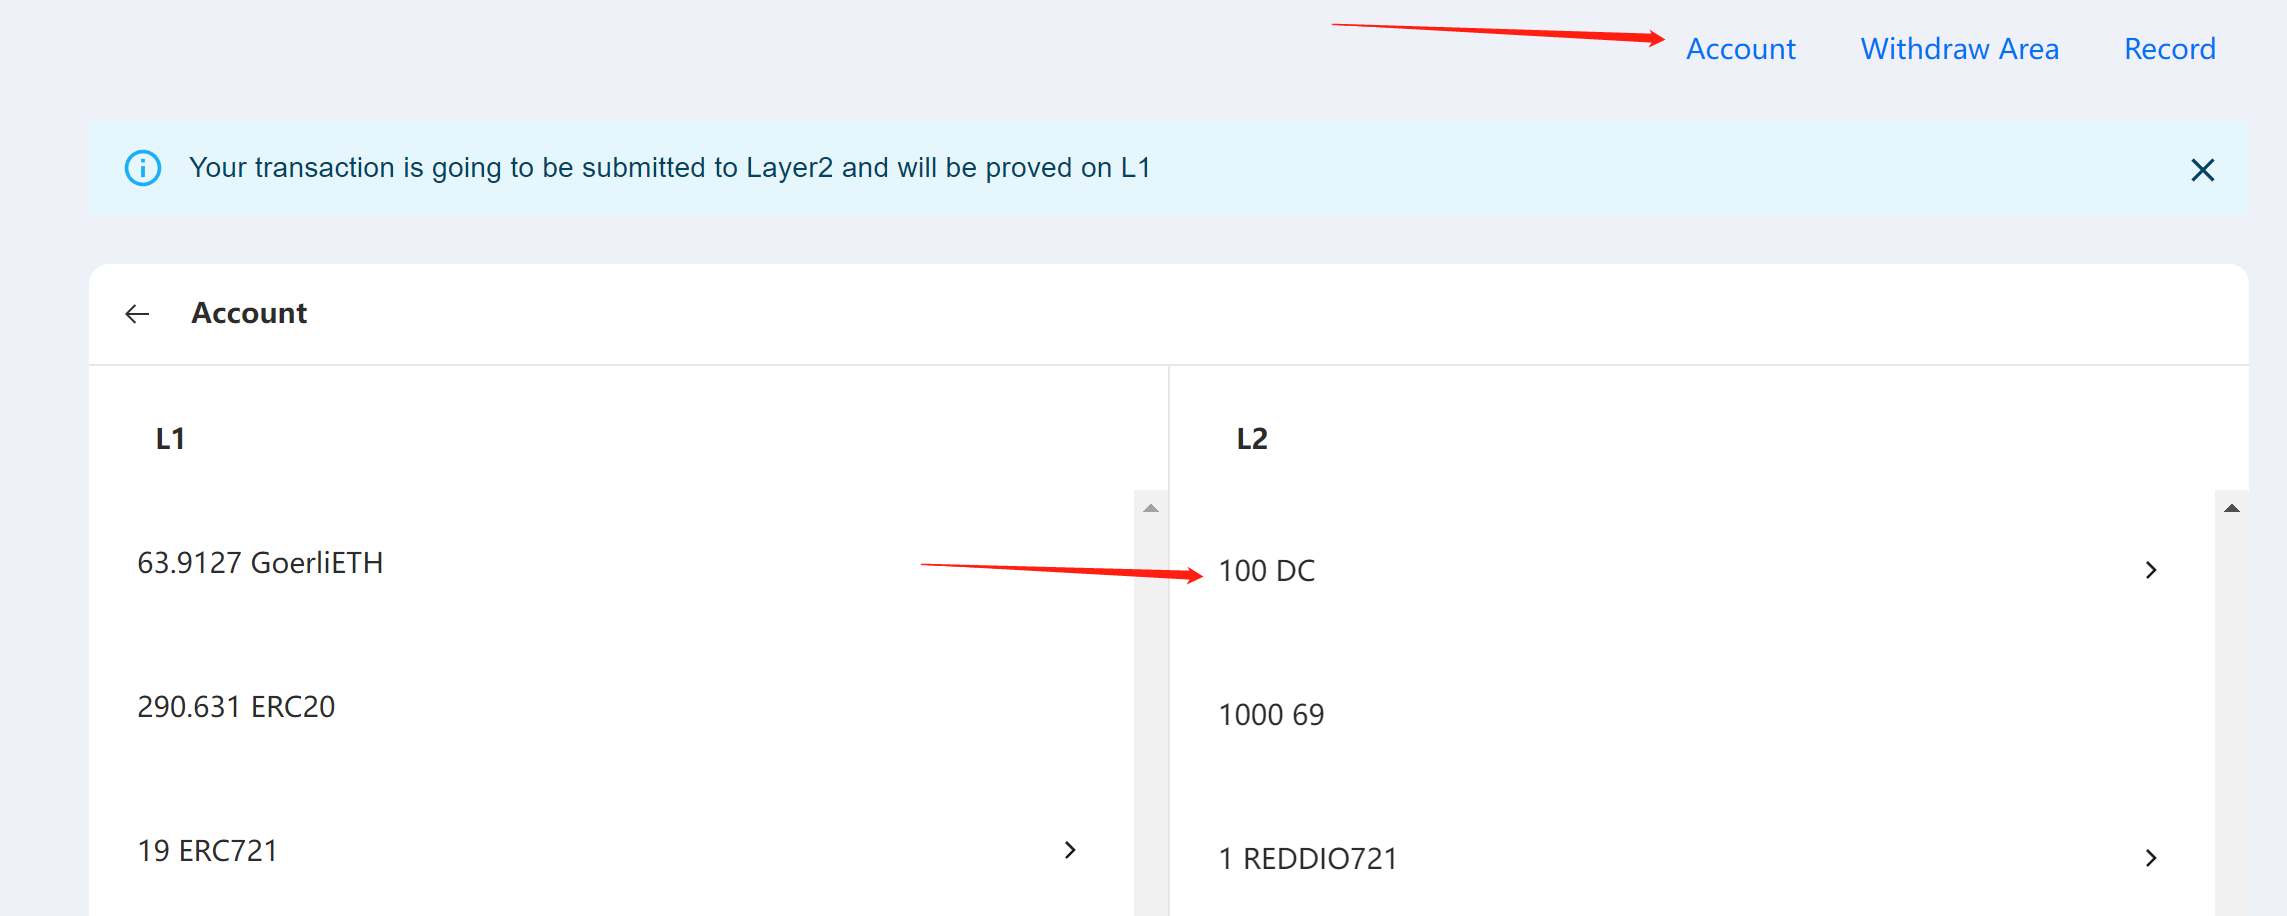 Account Withdraw Area Record
Your transaction is going to be submitted to Layer2 and will be proved on L1
Account
L1
63.9127 GoerliETH
290.631 ERC20
19 ERC721
L2
100 DC
1000 69
1 REDDIO721